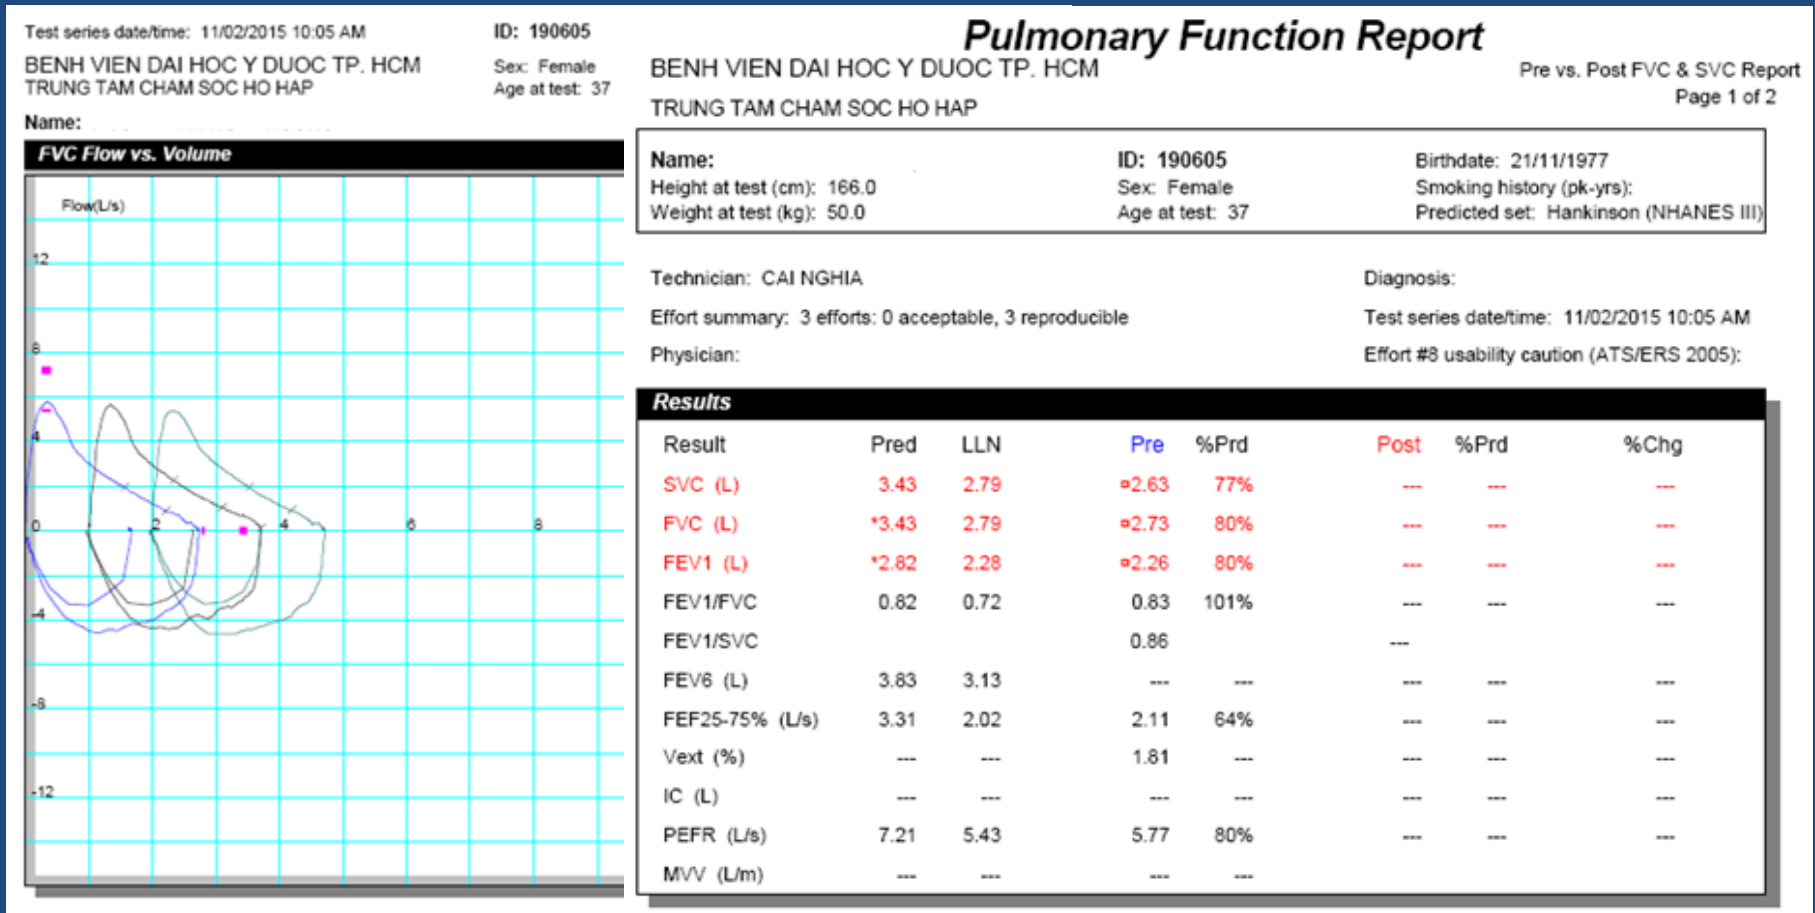 Test series date/time: 11/02/2015 10:05 AM
ID: 190605
BENH VIEN DAI HOC Y DUOC TP. HCM
Sex: Female
TRUNG TAM CHAM SOC HO HAP
Age at test: 37
Name:
FVC Flow vs. Volume
Flow(L/s)
12
8
4
0 2 4 6 8
-4
-8
-12
Pulmonary Function Report
BENH VIEN DAI HOC Y DUOC TP. HCM
Pre vs. Post FVC & SVC Report
Page 1 of 2
TRUNG TAM CHAM SOC HO HAP
Name: ID: 190605 Birthdate: 21/11/1977
Height at test (cm): 166.0 Sex: Female Smoking history (pk-yrs):
Weight at test (kg): 50.0 Age at test: 37 Predicted set: Hankinson (NHANES III)
Technician: CAI NGHIA Diagnosis:
Effort summary: 3 efforts: 0 acceptable, 3 reproducible Test series date/time: 11/02/2015 10:05 AM
Physician: Effort #8 usability caution (ATS/ERS 2005):
Results
Result Pred LLN Pre %Prd Post %Prd %Chg
SVC (L) 3.43 2.79 ¤2.63 77% --- --- ---
FVC (L) *3.43 2.79 ¤2.73 80% --- --- ---
FEV1 (L) *2.82 2.28 ¤2.26 80% --- --- ---
FEV1/FVC 0.82 0.72 0.83 101% --- --- ---
FEV1/SVC 0.86 ---
FEV6 (L) 3.83 3.13 --- --- --- --- ---
FEF25-75% (L/s) 3.31 2.02 2.11 64% --- --- ---
Vext (%) --- --- 1.81 --- --- --- ---
IC (L) --- --- --- --- --- --- ---
PEFR (L/s) 7.21 5.43 5.77 80% --- --- ---
MVV (L/m) --- --- --- ---